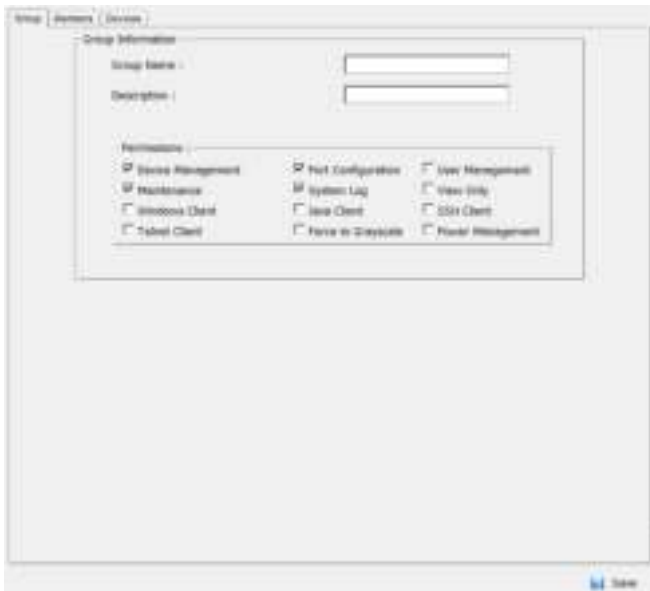 Group Members Devices
Group Information
Group Name :
Description :
Permissions :
Device Management Port Configuration User Management
Maintenance System Log View Only
Windows Client Java Client SSH Client
Telnet Client Force to Grayscale Power Management
Save